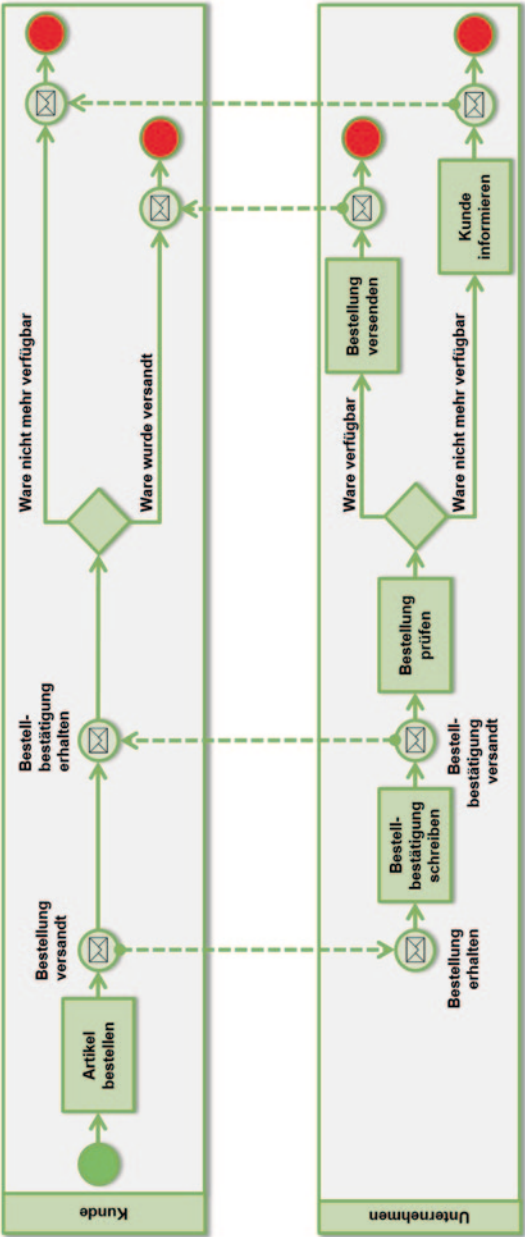 Kunde
Artikel
bestellen
Bestellung
versandt
Bestell-
bestätigung
erhalten
Ware nicht mehr verfügbar
Ware wurde versandt
Unternehmen
Bestellung
erhalten
Bestell-
bestätigung
schreiben
Bestell-
bestätigung
versandt
Bestellung
prüfen
Ware verfügbar
Bestellung
versenden
Ware nicht mehr verfügbar
Kunde
informieren